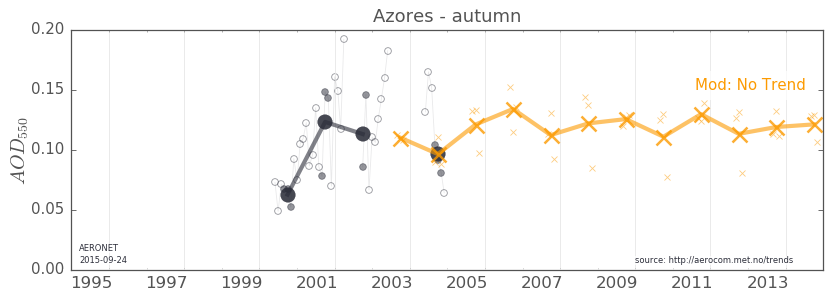 Azores - autumn
0.20
0.15
0.10
0.05
0.00
AOD550
Mod: No Trend
AERONET
2015-09-24
source: http://aerocom.met.no/trends
1995 1997 1999 2001 2003 2005 2007 2009 2011 2013